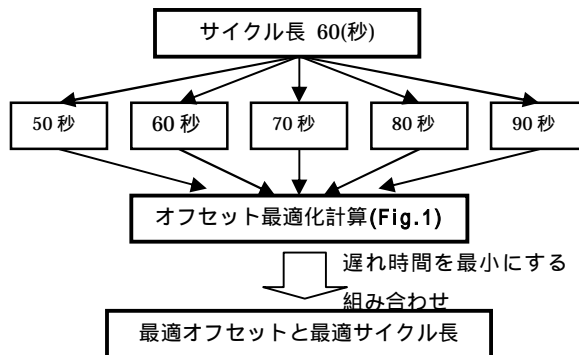 サイクル長 60(秒)
50 秒
60 秒
70 秒
80 秒
90 秒
オフセット最適化計算(Fig.1)
遅れ時間を最小にする
組み合わせ
最適オフセットと最適サイクル長